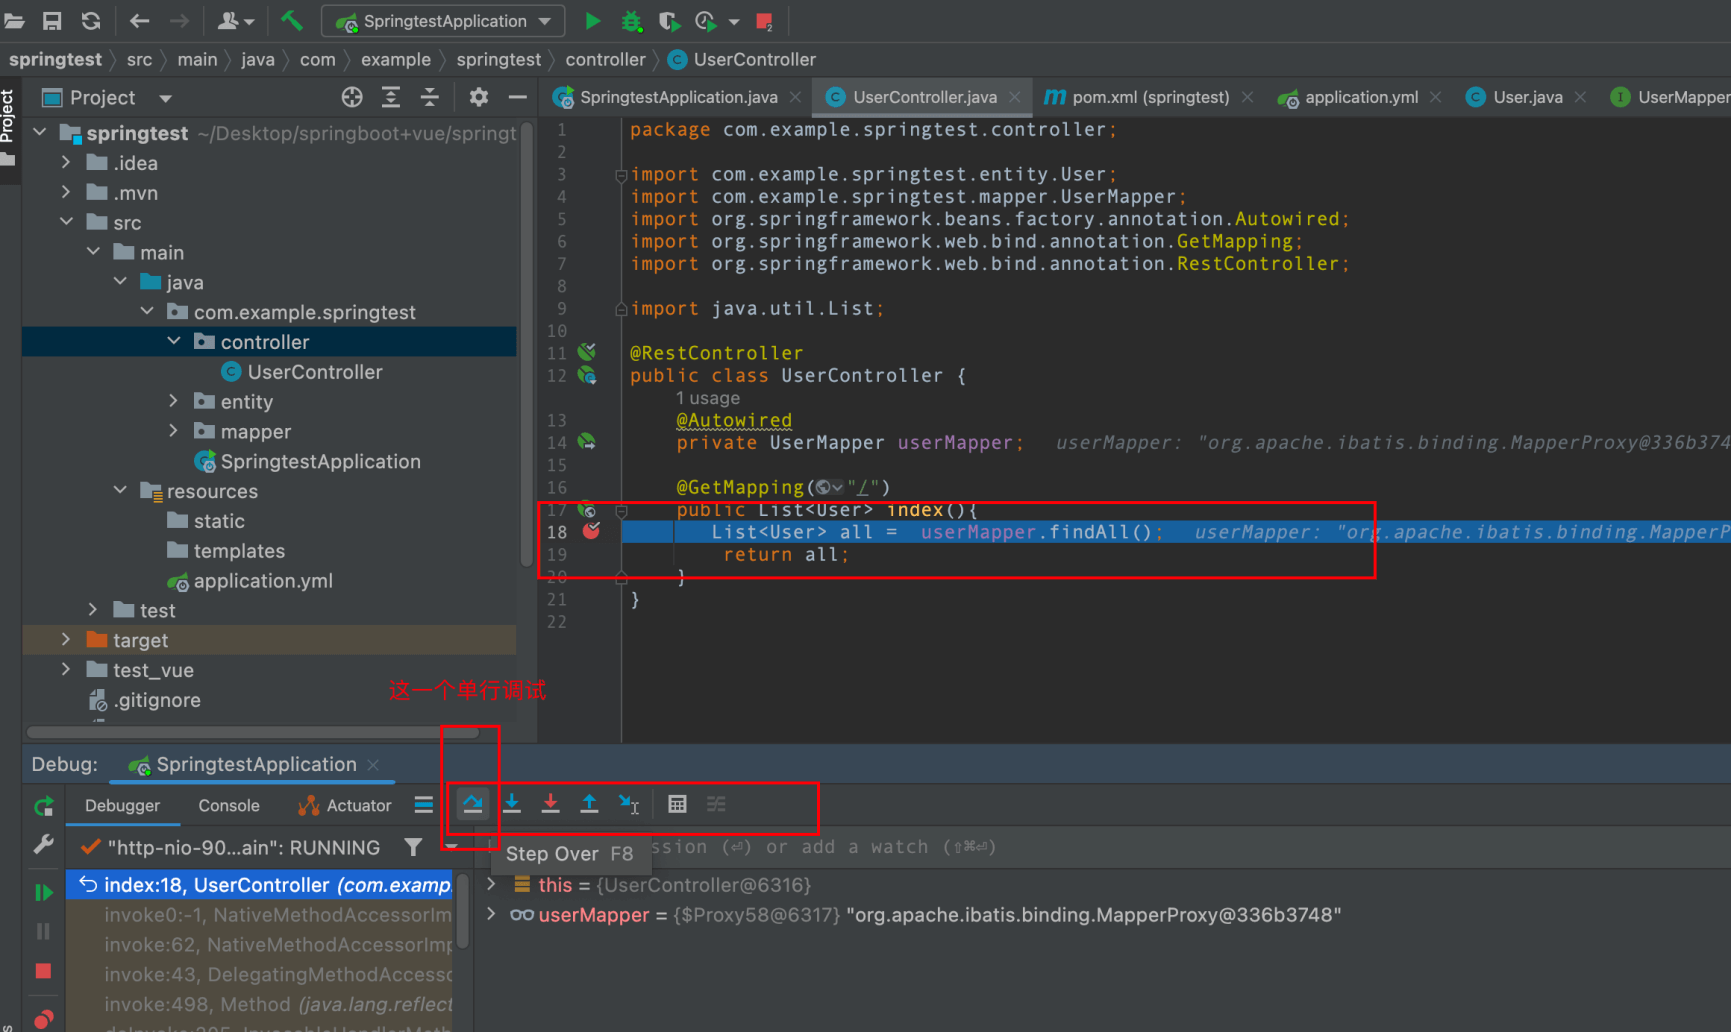 SpringtestApplication
springtest 〉 src 〉 main 〉 java 〉 com 〉 example 〉 springtest 〉 controller 〉 UserController
Project
Project
SpringtestApplication.java
UserController.java
pom.xml (springtest)
application.yml
User.java
UserMapper
springtest ~/Desktop/springboot+vue/springt
.idea
.mvn
src
main
java
com.example.springtest
controller
UserController
entity
mapper
SpringtestApplication
resources
static
templates
application.yml
test
target
test_vue
.gitignore
1 package com.example.springtest.controller;
2
3 import com.example.springtest.entity.User;
4 import com.example.springtest.mapper.UserMapper;
5 import org.springframework.beans.factory.annotation.Autowired;
6 import org.springframework.web.bind.annotation.GetMapping;
7 import org.springframework.web.bind.annotation.RestController;
8
9 import java.util.List;
10
11 @RestController
12 public class UserController {
1 usage
13 @Autowired
14 private UserMapper userMapper; userMapper: "org.apache.ibatis.binding.MapperProxy@336b374
15
16 @GetMapping("/")
17 public List<User> index(){
18 List<User> all = userMapper.findAll(); userMapper: "org.apache.ibatis.binding.MapperP
19 return all;
20 }
21 }
22
这一个单行调试
Debug: SpringtestApplication
Debugger Console Actuator
"http-nio-90...ain": RUNNING
Step Over F8
ssion (⏎) or add a watch (⇧⌘⏎)
index:18, UserController (com.examp
invoke0:-1, NativeMethodAccessorIm
invoke:62, NativeMethodAccessorImp
invoke:43, DelegatingMethodAccesso
invoke:498, Method (java.lang.reflect
this = {UserController@6316}
userMapper = {$Proxy58@6317} "org.apache.ibatis.binding.MapperProxy@336b3748"